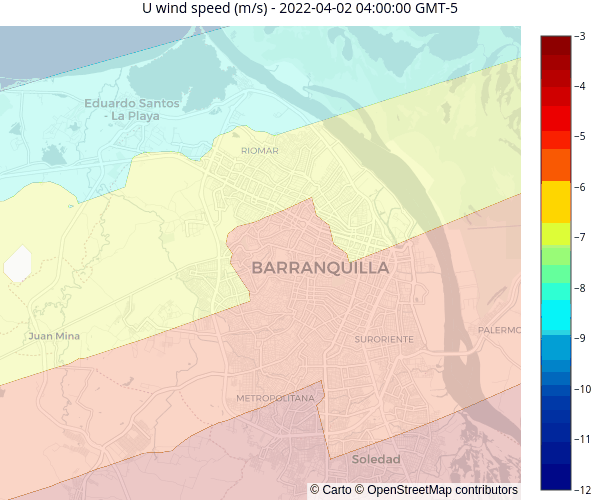 U wind speed (m/s) - 2022-04-02 04:00:00 GMT-5
Eduardo Santos
- La Playa
RIOMAR
BARRANQUILLA
Juan Mina
SURORIENTE
PALERMO
METROPOLITANA
Soledad
© Carto © OpenStreetMap contributors
−3
−4
−5
−6
−7
−8
−9
−10
−11
−12